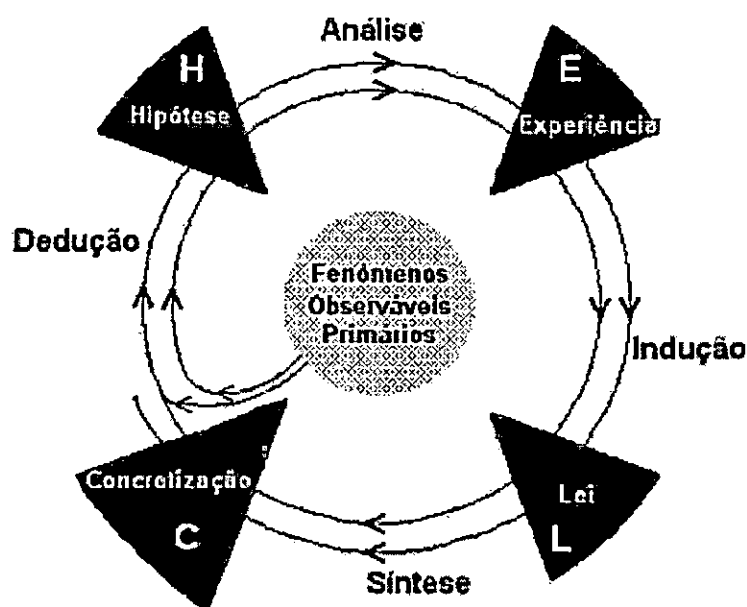 Análise
H
Hipótese
E
Experiência
Dedução
Fenômenos
Observáveis
Primários
Indução
Concretização
C
Lei
L
Síntese